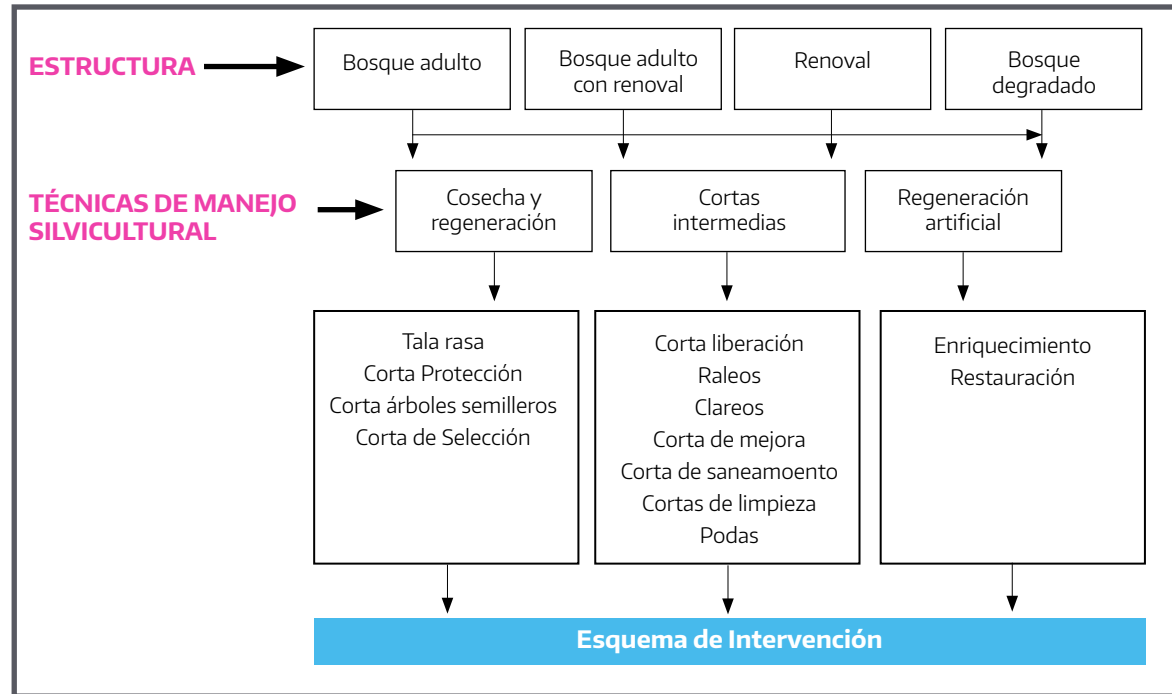 ESTRUCTURA
Bosque adulto
Bosque adulto
con renoval
Renoval
Bosque
degradado
TÉCNICAS DE MANEJO
SILVICULTURAL
Cosecha y
regeneración
Cortas
intermedias
Regeneración
artificial
Tala rasa
Corta Protección
Corta árboles semilleros
Corta de Selección
Corta liberación
Raleos
Clareos
Corta de mejora
Corta de saneamoento
Cortas de limpieza
Podas
Enriquecimiento
Restauración
Esquema de Intervención